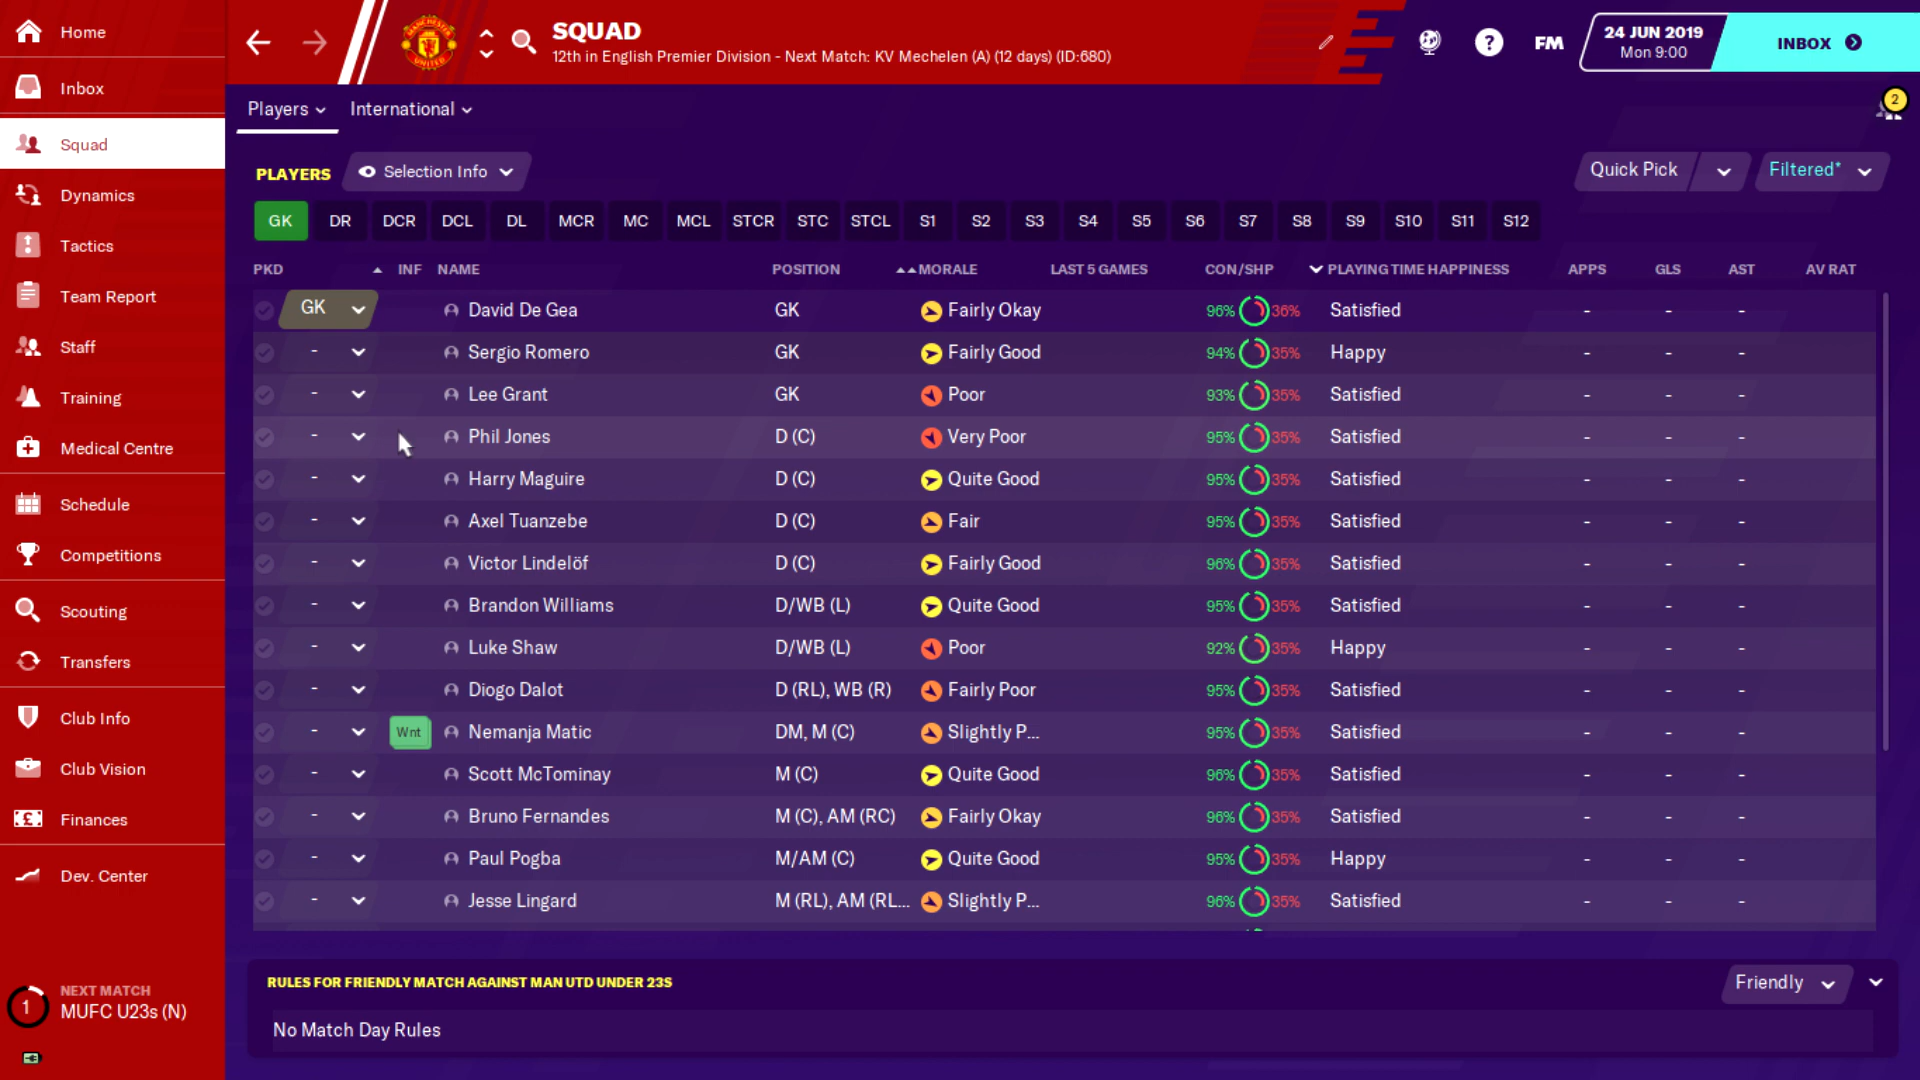 Home
Inbox
Squad
Dynamics
Tactics
Team Report
Staff
Training
Medical Centre
Schedule
Competitions
Scouting
Transfers
Club Info
Club Vision
Finances
Dev. Center
1 NEXT MATCH
MUFC U23s (N)
SQUAD
12th in English Premier Division - Next Match: KV Mechelen (A) (12 days) (ID:680)
? FM
24 JUN 2019
Mon 9:00
INBOX
Players International
2
PLAYERS Selection Info Quick Pick Filtered*
GK DR DCR DCL DL MCR MC MCL STCR STC STCL S1 S2 S3 S4 S5 S6 S7 S8 S9 S10 S11 S12
PKD INF NAME POSITION MORALE LAST 5 GAMES CON/SHP PLAYING TIME HAPPINESS APPS GLS AST AV RAT
GK David De Gea GK Fairly Okay 96% 36% Satisfied - - -
- Sergio Romero GK Fairly Good 94% 35% Happy - - -
- Lee Grant GK Poor 93% 35% Satisfied - - -
- Phil Jones D (C) Very Poor 95% 35% Satisfied - - -
- Harry Maguire D (C) Quite Good 95% 35% Satisfied - - -
- Axel Tuanzebe D (C) Fair 95% 35% Satisfied - - -
- Victor Lindelöf D (C) Fairly Good 96% 35% Satisfied - - -
- Brandon Williams D/WB (L) Quite Good 95% 35% Satisfied - - -
- Luke Shaw D/WB (L) Poor 92% 35% Happy - - -
- Diogo Dalot D (RL), WB (R) Fairly Poor 95% 35% Satisfied - - -
- Wnt Nemanja Matic DM, M (C) Slightly P... 95% 35% Satisfied - - -
- Scott McTominay M (C) Quite Good 96% 35% Satisfied - - -
- Bruno Fernandes M (C), AM (RC) Fairly Okay 96% 35% Satisfied - - -
- Paul Pogba M/AM (C) Quite Good 95% 35% Happy - - -
- Jesse Lingard M (RL), AM (RL... Slightly P... 96% 35% Satisfied - - -
RULES FOR FRIENDLY MATCH AGAINST MAN UTD UNDER 23S Friendly
No Match Day Rules